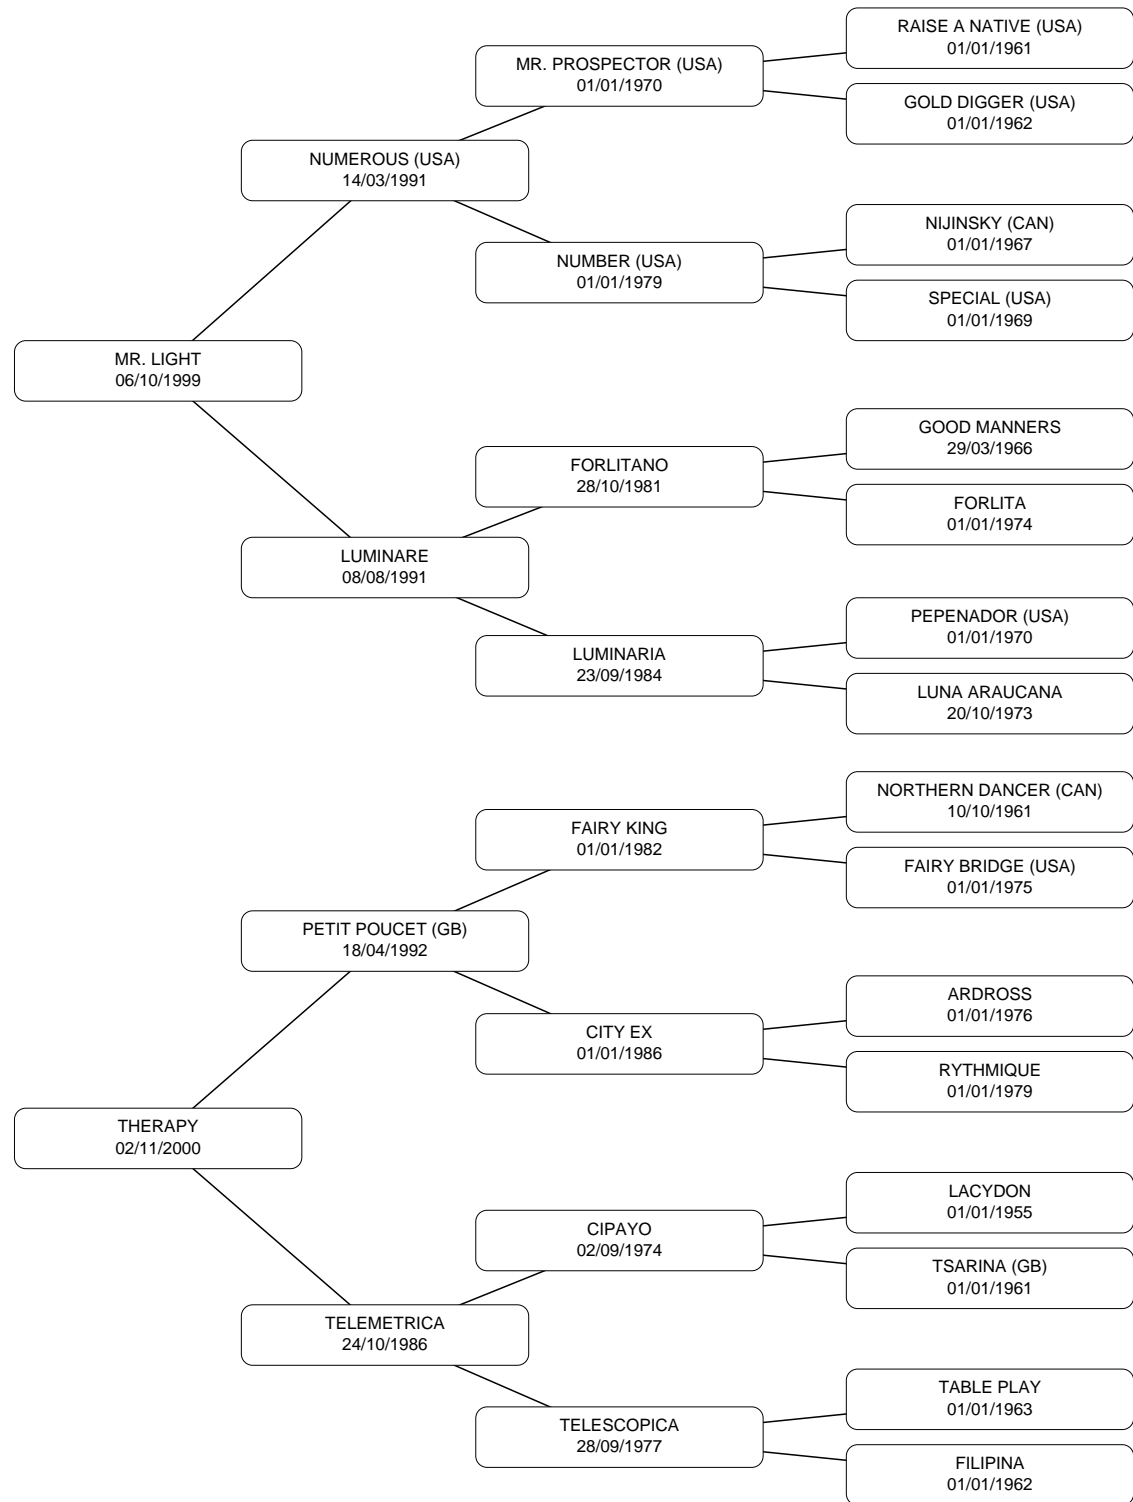 RAISE A NATIVE (USA)
01/01/1961
MR. PROSPECTOR (USA)
01/01/1970
GOLD DIGGER (USA)
01/01/1962
NUMEROUS (USA)
14/03/1991
NIJINSKY (CAN)
01/01/1967
NUMBER (USA)
01/01/1979
SPECIAL (USA)
01/01/1969
MR. LIGHT
06/10/1999
GOOD MANNERS
29/03/1966
FORLITANO
28/10/1981
FORLITA
01/01/1974
LUMINARE
08/08/1991
PEPENADOR (USA)
01/01/1970
LUMINARIA
23/09/1984
LUNA ARAUCANA
20/10/1973
NORTHERN DANCER (CAN)
10/10/1961
FAIRY KING
01/01/1982
FAIRY BRIDGE (USA)
01/01/1975
PETIT POUCET (GB)
18/04/1992
ARDROSS
01/01/1976
CITY EX
01/01/1986
RYTHMIQUE
01/01/1979
THERAPY
02/11/2000
LACYDON
01/01/1955
CIPAYO
02/09/1974
TSARINA (GB)
01/01/1961
TELEMETRICA
24/10/1986
TABLE PLAY
01/01/1963
TELESCOPICA
28/09/1977
FILIPINA
01/01/1962